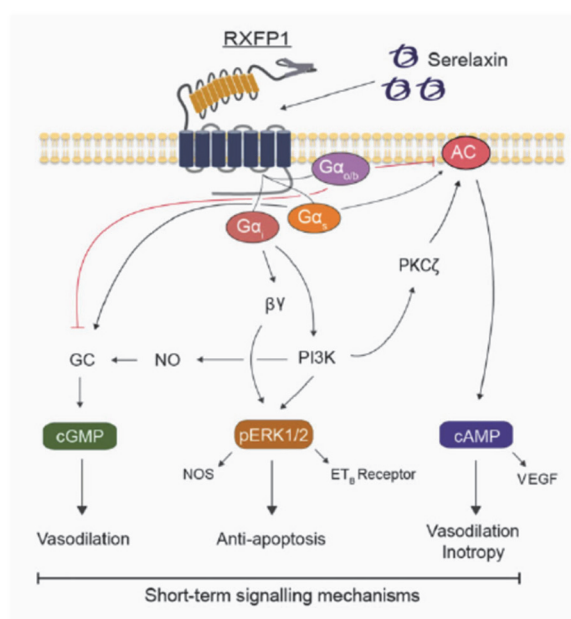 RXFP1
Serelaxin
AC
Gαo/b
Gαs
Gαi
PKCζ
βγ
GC
NO
PI3K
cGMP
pERK1/2
cAMP
NOS
ETB Receptor
VEGF
Vasodilation
Anti-apoptosis
Vasodilation
Inotropy
Short-term signalling mechanisms